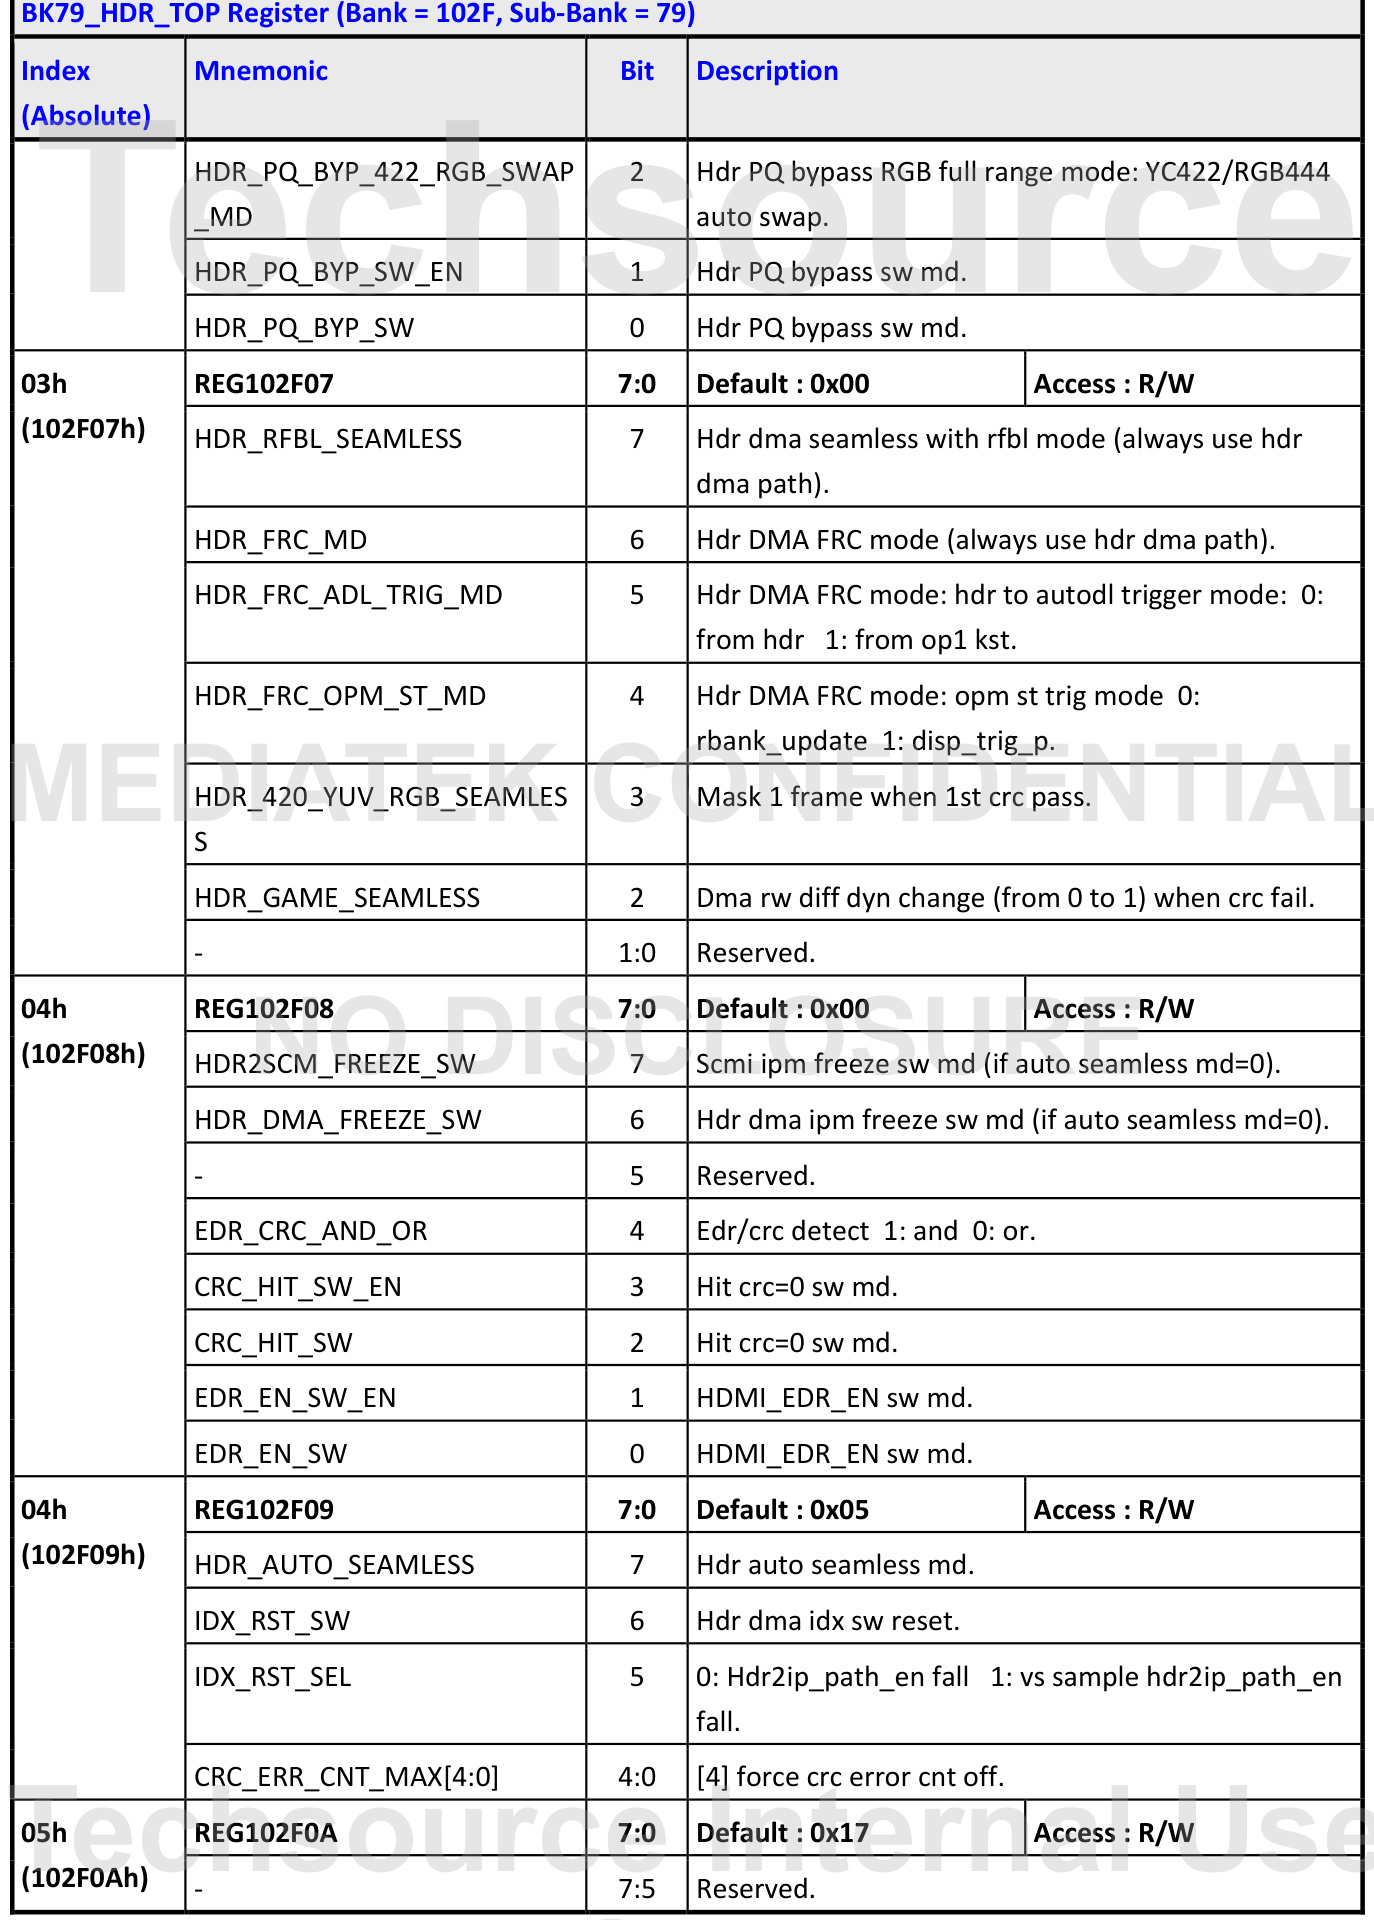 BK79_HDR_TOP Register (Bank = 102F, Sub-Bank = 79)
Index Mnemonic Bit Description
(Absolute)
HDR_PQ_BYP_422_RGB_SWAP 2 Hdr PQ bypass RGB full range mode: YC422/RGB444
_MD auto swap.
Techsource
HDR_PQ_BYP_SW_EN 1 Hdr PQ bypass sw md.
HDR_PQ_BYP_SW 0 Hdr PQ bypass sw md.
03h REG102F07 7:0 Default : 0x00 Access : R/W
(102F07h)
HDR_RFBL_SEAMLESS 7 Hdr dma seamless with rfbl mode (always use hdr
dma path).
HDR_FRC_MD 6 Hdr DMA FRC mode (always use hdr dma path).
HDR_FRC_ADL_TRIG_MD 5 Hdr DMA FRC mode: hdr to autodl trigger mode: 0:
from hdr 1: from op1 kst.
HDR_FRC_OPM_ST_MD 4 Hdr DMA FRC mode: opm st trig mode 0:
rbank_update 1: disp_trig_p.
MEDIATEK CONFIDENTIAL
HDR_420_YUV_RGB_SEAMLES 3 Mask 1 frame when 1st crc pass.
S
HDR_GAME_SEAMLESS 2 Dma rw diff dyn change (from 0 to 1) when crc fail.
- 1:0 Reserved.
04h REG102F08 7:0 Default : 0x00 Access : R/W
(102F08h)
NO DISCLOSURE
HDR2SCM_FREEZE_SW 7 Scmi ipm freeze sw md (if auto seamless md=0).
HDR_DMA_FREEZE_SW 6 Hdr dma ipm freeze sw md (if auto seamless md=0).
- 5 Reserved.
EDR_CRC_AND_OR 4 Edr/crc detect 1: and 0: or.
CRC_HIT_SW_EN 3 Hit crc=0 sw md.
CRC_HIT_SW 2 Hit crc=0 sw md.
EDR_EN_SW_EN 1 HDMI_EDR_EN sw md.
EDR_EN_SW 0 HDMI_EDR_EN sw md.
04h REG102F09 7:0 Default : 0x05 Access : R/W
(102F09h)
HDR_AUTO_SEAMLESS 7 Hdr auto seamless md.
IDX_RST_SW 6 Hdr dma idx sw reset.
IDX_RST_SEL 5 0: Hdr2ip_path_en fall 1: vs sample hdr2ip_path_en
fall.
CRC_ERR_CNT_MAX[4:0] 4:0 [4] force crc error cnt off.
Techsource Internal Use
05h REG102F0A 7:0 Default : 0x17 Access : R/W
(102F0Ah)
- 7:5 Reserved.